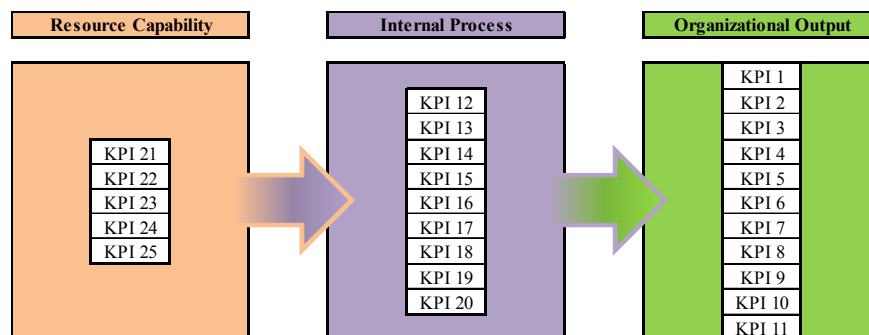 Resource Capability
Internal Process
Organizational Output
KPI 21
KPI 22
KPI 23
KPI 24
KPI 25
KPI 12
KPI 13
KPI 14
KPI 15
KPI 16
KPI 17
KPI 18
KPI 19
KPI 20
KPI 1
KPI 2
KPI 3
KPI 4
KPI 5
KPI 6
KPI 7
KPI 8
KPI 9
KPI 10
KPI 11